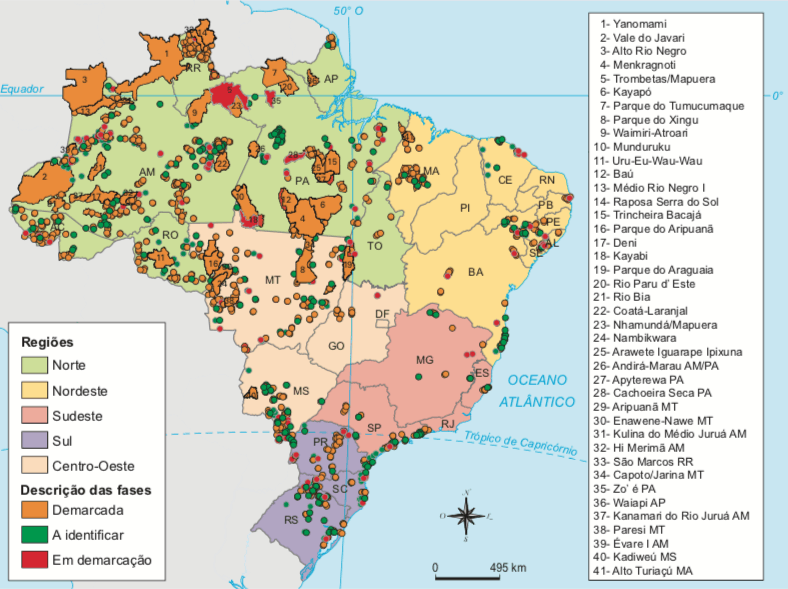 50° O
Equador
0°
RR
AP
AM
PA
MA
CE
RN
PB
PE
AL
SE
PI
AC
RO
TO
BA
MT
DF
GO
MG
ES
MS
SP
RJ
PR
SC
RS
OCEANO
ATLÂNTICO
Trópico de Capricórnio
1- Yanomami
2- Vale do Javari
3- Alto Rio Negro
4- Menkragnoti
5- Trombetas/Mapuera
6- Kayapó
7- Parque do Tumucumaque
8- Parque do Xingu
9- Waimiri-Atroari
10- Munduruku
11- Uru-Eu-Wau-Wau
12- Baú
13- Médio Rio Negro I
14- Raposa Serra do Sol
15- Trincheira Bacajá
16- Parque do Aripuanã
17- Deni
18- Kayabi
19- Parque do Araguaia
20- Rio Paru d' Este
21- Rio Bia
22- Coatá-Laranjal
23- Nhamundá/Mapuera
24- Nambikwara
25- Arawete Iguarape Ipixuna
26- Andirá-Marau AM/PA
27- Apyterewa PA
28- Cachoeira Seca PA
29- Aripuanã MT
30- Enawene-Nawe MT
31- Kulina do Médio Juruá AM
32- Hi Merimã AM
33- São Marcos RR
34- Capoto/Jarina MT
35- Zo' é PA
36- Waiapi AP
37- Kanamari do Rio Juruá AM
38- Paresi MT
39- Évare I AM
40- Kadiweú MS
41- Alto Turiaçú MA
Regiões
Norte
Nordeste
Sudeste
Sul
Centro-Oeste
Descrição das fases
Demarcada
A identificar
Em demarcação
N
O
L
S
0
495 km